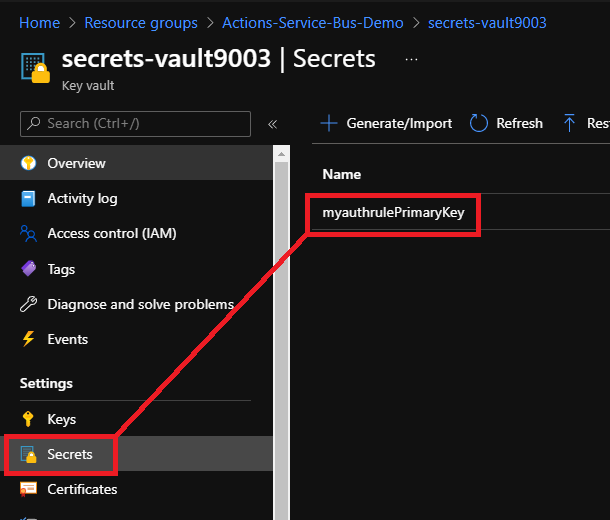 Home > Resource groups > Actions-Service-Bus-Demo > secrets-vault9003
secrets-vault9003 | Secrets ...
Key vault
Search (Ctrl+/) «
Generate/Import Refresh Res
Overview
Activity log
Access control (IAM)
Tags
Diagnose and solve problems
Events
Settings
Keys
Secrets
Certificates
Name
myauthrulePrimaryKey